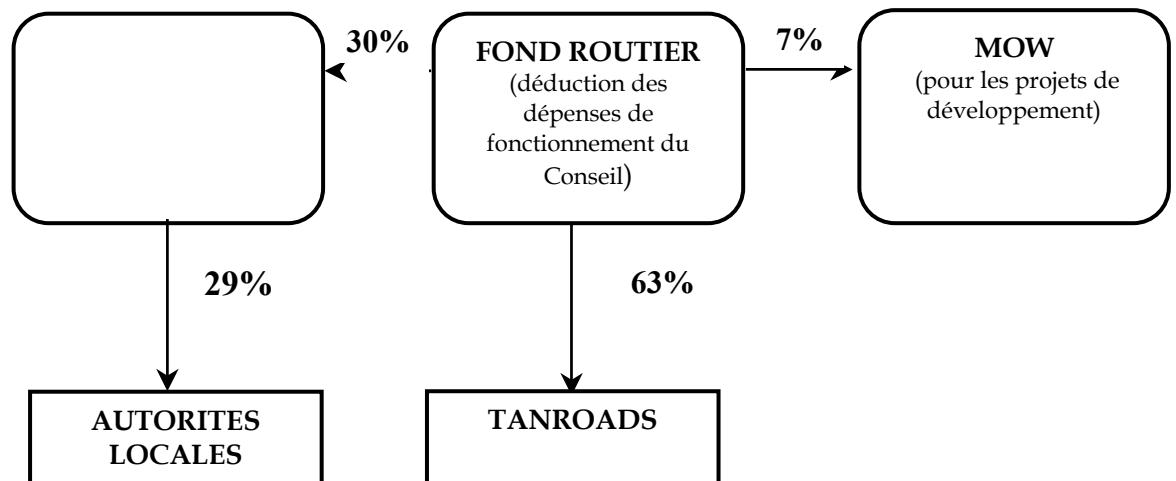 30%
FOND ROUTIER
(déduction des
dépenses de
fonctionnement du
Conseil)
7%
MOW
(pour les projets de
développement)
29%
63%
AUTORITES
LOCALES
TANROADS